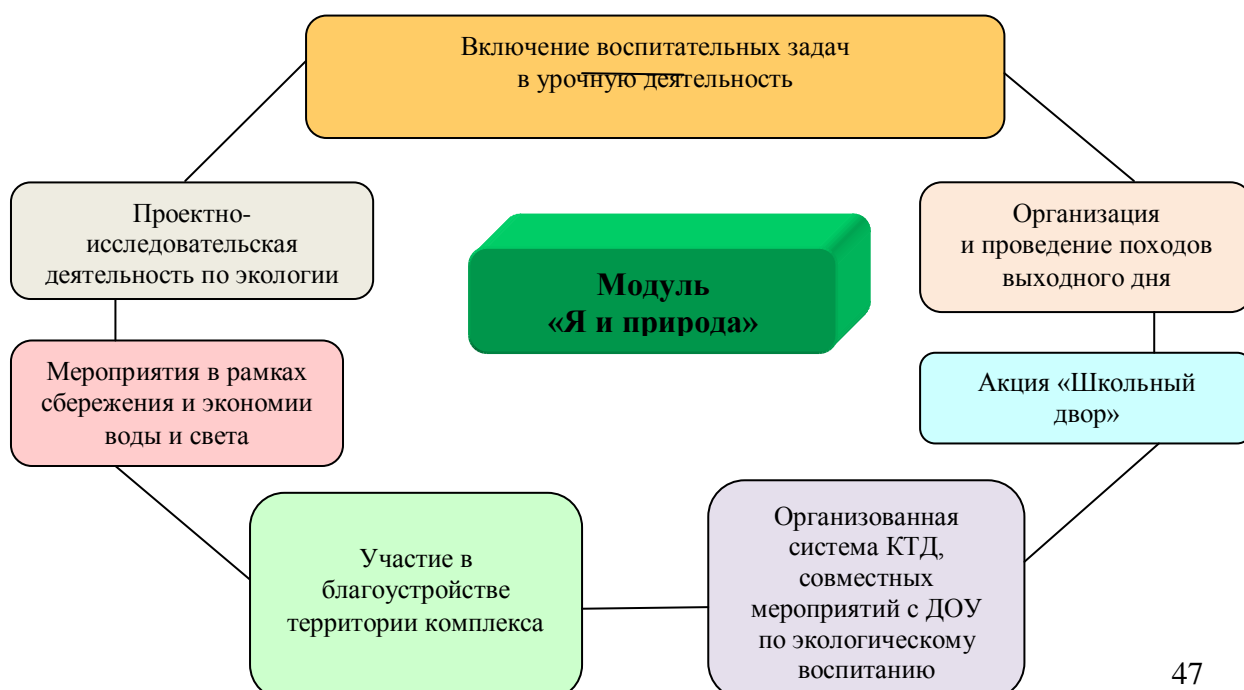 Включение воспитательных задач
в урочную деятельность
Проектно-
исследовательская
деятельность по экологии
Организация
и проведение походов
выходного дня
Модуль
«Я и природа»
Мероприятия в рамках
сбережения и экономии
воды и света
Акция «Школьный
двор»
Участие в
благоустройстве
территории комплекса
Организованная
система КТД,
совместных
мероприятий с ДОУ
по экологическому
воспитанию
47